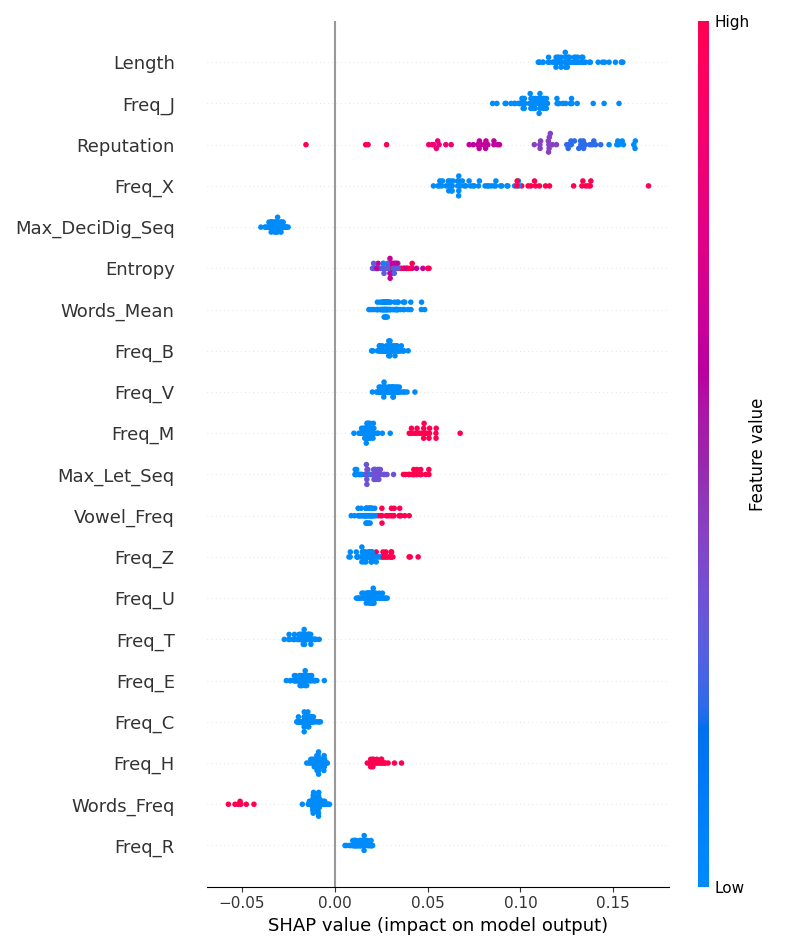 High
Length
Freq_J
Reputation
Freq_X
Max_DeciDig_Seq
Entropy
Words_Mean
Freq_B
Freq_V
Freq_M
Max_Let_Seq
Vowel_Freq
Freq_Z
Freq_U
Freq_T
Freq_E
Freq_C
Freq_H
Words_Freq
Freq_R
Feature value
Low
−0.05 0.00 0.05 0.10 0.15
SHAP value (impact on model output)